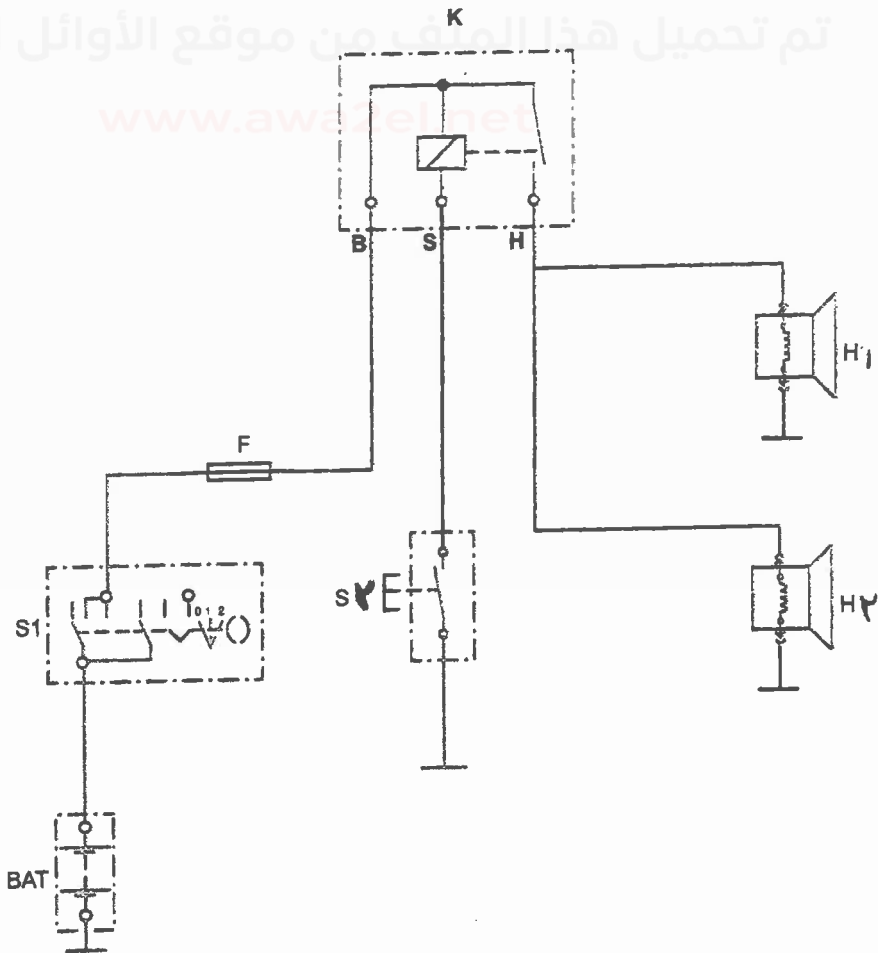 تم تحميل هذا الملف من موقع الأوائل
www.awa2el.net
K
B S H
H١
F
S1
0 1 2
S٢
H٢
BAT